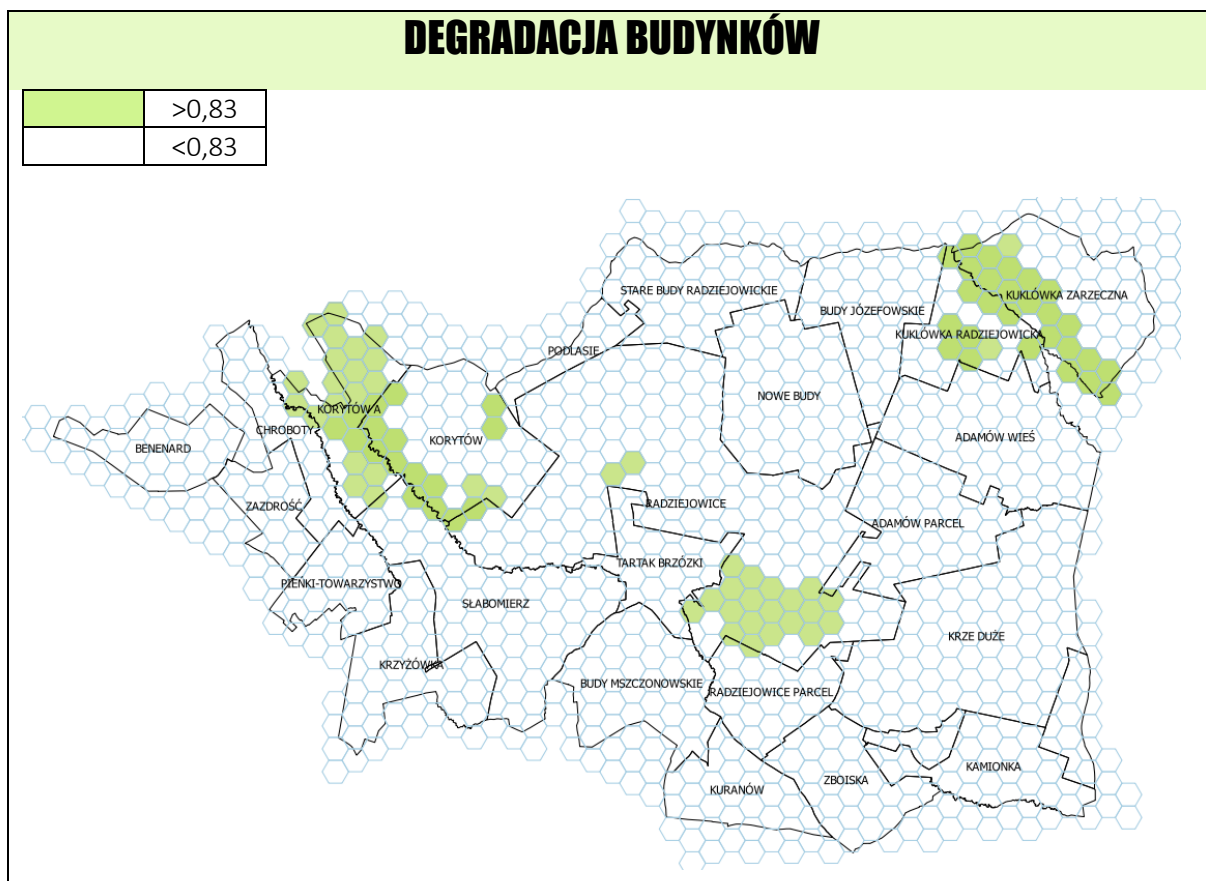 DEGRADACJA BUDYNKÓW
>0,83
<0,83
STARE BUDY RADZIEJOWICKIE
KUKLÓWKA ZARZECZNA
BUDY JÓZEFOWSKIE
KUKLÓWKA RADZIEJOWICKA
PODLASIE
NOWE BUDY
KORYTÓW A
CHROBOTY
KORYTÓW
ADAMÓW WIEŚ
BENENARD
ZAZDROŚĆ
RADZIEJOWICE
ADAMÓW PARCEL
TARTAK BRZÓZKI
PIENKI-TOWARZYSTWO
SŁABOMIERZ
KRZE DUŻE
KRZYŻÓWKA
BUDY MSZCZONOWSKIE
RADZIEJOWICE PARCEL
KAMIONKA
ZBOISKA
KURANÓW